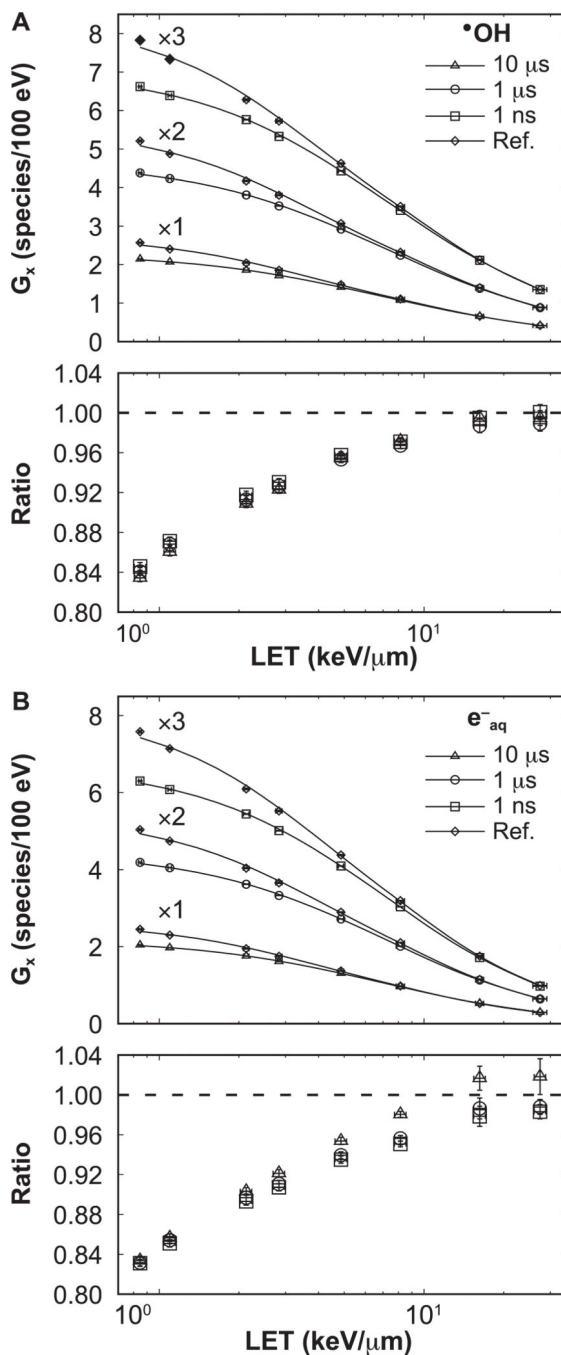 A
•OH
10 μs
1 μs
1 ns
Ref.
×3
×2
×1
Gₓ (species/100 eV)
8
7
6
5
4
3
2
1
0
Ratio
1.04
1.00
0.96
0.92
0.88
0.84
0.80
10⁰ 10¹
LET (keV/μm)
B
e⁻aq
10 μs
1 μs
1 ns
Ref.
×3
×2
×1
Gₓ (species/100 eV)
8
6
4
2
0
Ratio
1.04
1.00
0.96
0.92
0.88
0.84
0.80
10⁰ 10¹
LET (keV/μm)